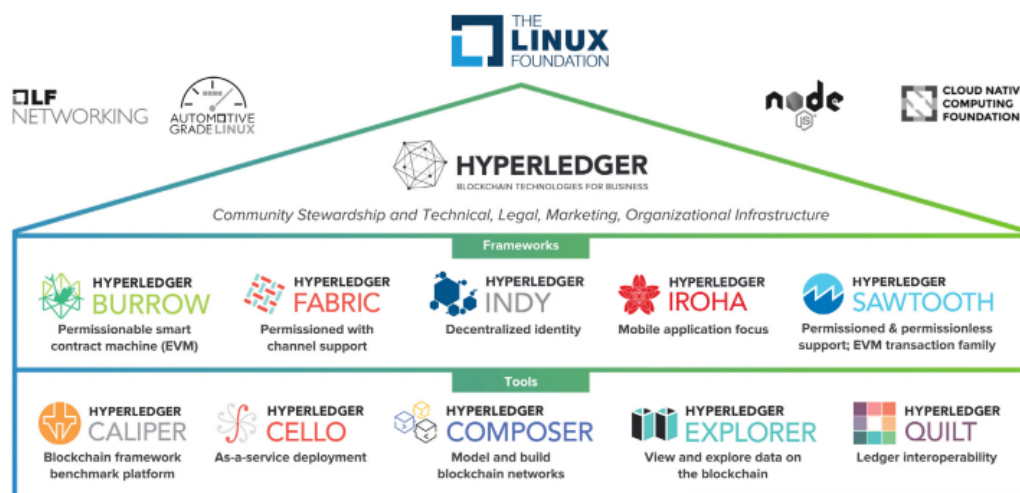 THE
LINUX
FOUNDATION
LF
NETWORKING
AUTOMOTIVE
GRADELINUX
node
JS
CLOUD NATIVE
COMPUTING
FOUNDATION
HYPERLEDGER
BLOCKCHAIN TECHNOLOGIES FOR BUSINESS
Community Stewardship and Technical, Legal, Marketing, Organizational Infrastructure
Frameworks
HYPERLEDGER
BURROW
Permissionable smart
contract machine (EVM)
HYPERLEDGER
FABRIC
Permissioned with
channel support
HYPERLEDGER
INDY
Decentralized identity
HYPERLEDGER
IROHA
Mobile application focus
HYPERLEDGER
SAWTOOTH
Permissioned & permissionless
support; EVM transaction family
Tools
HYPERLEDGER
CALIPER
Blockchain framework
benchmark platform
HYPERLEDGER
CELLO
As-a-service deployment
HYPERLEDGER
COMPOSER
Model and build
blockchain networks
HYPERLEDGER
EXPLORER
View and explore data on
the blockchain
HYPERLEDGER
QUILT
Ledger interoperability